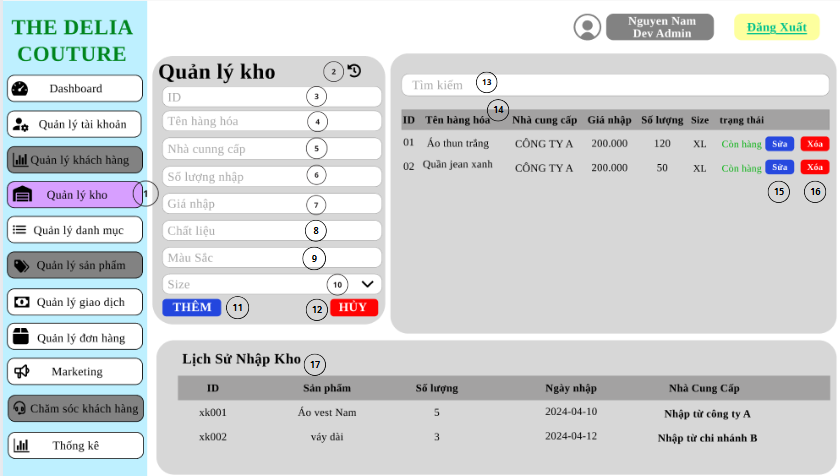 THE DELIA
COUTURE
Dashboard
Quản lý tài khoản
Quản lý khách hàng
Quản lý kho 1
Quản lý danh mục
Quản lý sản phẩm
Quản lý giao dịch
Quản lý đơn hàng
Marketing
Chăm sóc khách hàng
Thống kê
Nguyen Nam
Dev Admin
Đăng Xuất
Quản lý kho 2
ID 3
Tên hàng hóa 4
Nhà cunng cấp 5
Số lượng nhập 6
Giá nhập 7
Chất liệu 8
Màu Sắc 9
Size 10
THÊM 11 12 HỦY
Tìm kiếm 13
14
ID Tên hàng hóa Nhà cung cấp Giá nhập Số lượng Size trạng thái
01 Áo thun trắng CÔNG TY A 200.000 120 XL Còn hàng Sửa Xóa
02 Quần jean xanh CÔNG TY A 200.000 50 XL Còn hàng Sửa Xóa
15 16
Lịch Sử Nhập Kho 17
ID Sản phẩm Số lượng Ngày nhập Nhà Cung Cấp
xk001 Áo vest Nam 5 2024-04-10 Nhập từ công ty A
xk002 váy dài 3 2024-04-12 Nhập từ chi nhánh B